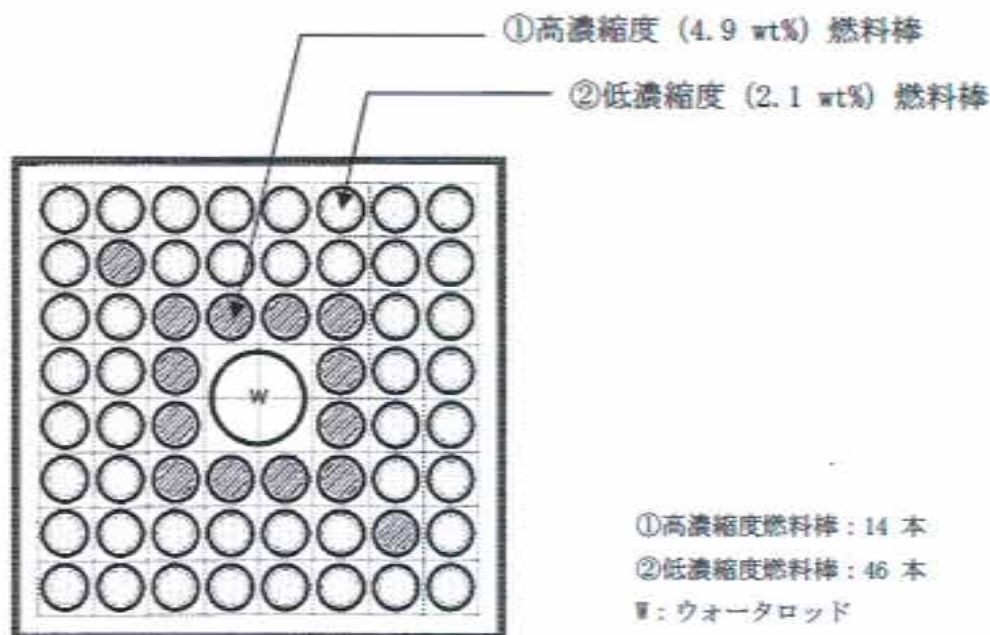 ①高濃縮度 (4.9 wt%) 燃料棒
②低濃縮度 (2.1 wt%) 燃料棒
W
①高濃縮度燃料棒：14 本
②低濃縮度燃料棒：46 本
W：ウォータロッド